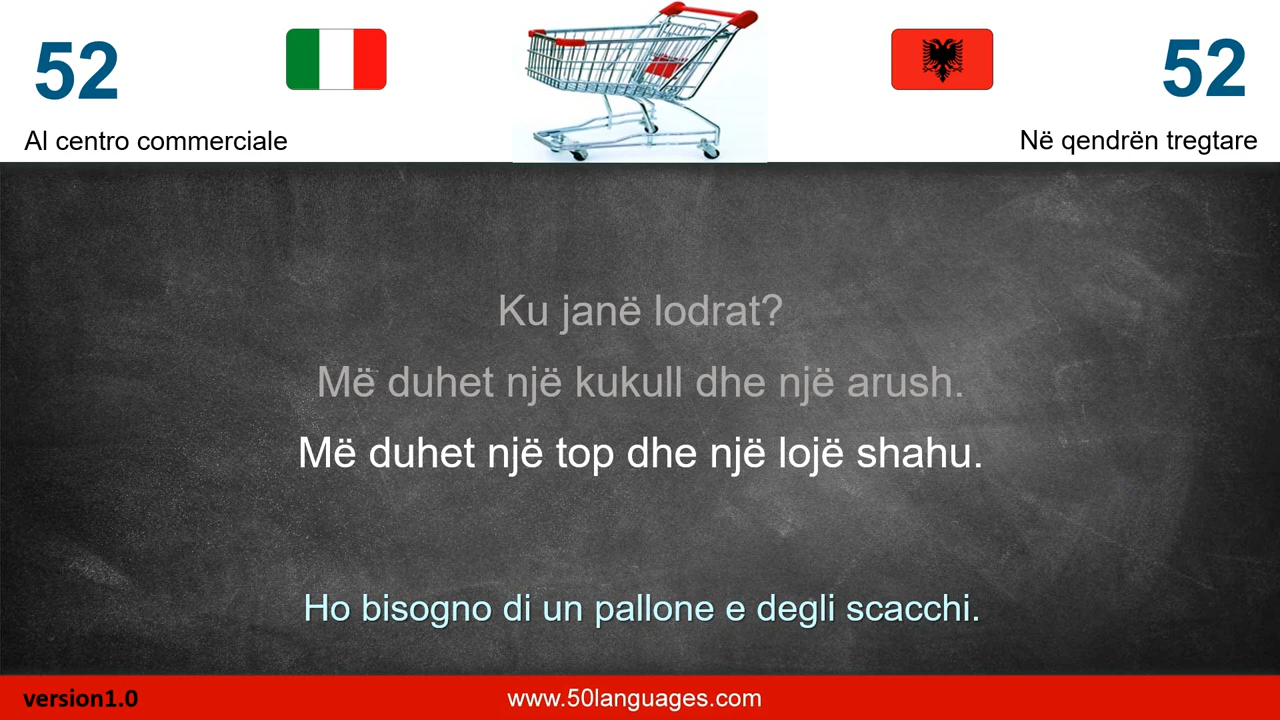 52
52
Al centro commerciale
Në qendrën tregtare
Ku janë lodrat?
Më duhet një kukull dhe një arush.
Më duhet një top dhe një lojë shahu.
Ho bisogno di un pallone e degli scacchi.
version1.0
www.50languages.com